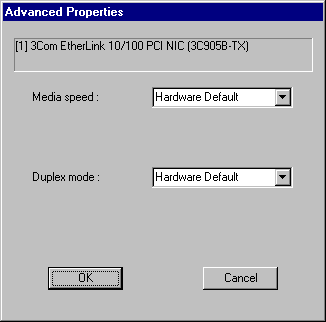 Advanced Properties
[1] 3Com EtherLink 10/100 PCI NIC (3C905B-TX)
Media speed : Hardware Default
Duplex mode : Hardware Default
OK Cancel